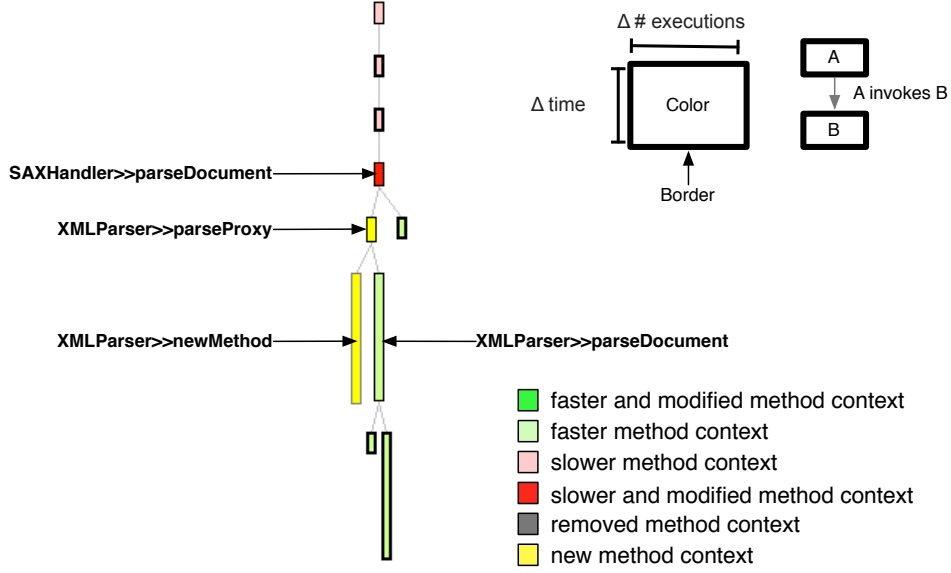 Δ # executions
Δ time
Color
Border
A
A invokes B
B
SAXHandler>>parseDocument
XMLParser>>parseProxy
XMLParser>>newMethod
XMLParser>>parseDocument
faster and modified method context
faster method context
slower method context
slower and modified method context
removed method context
new method context